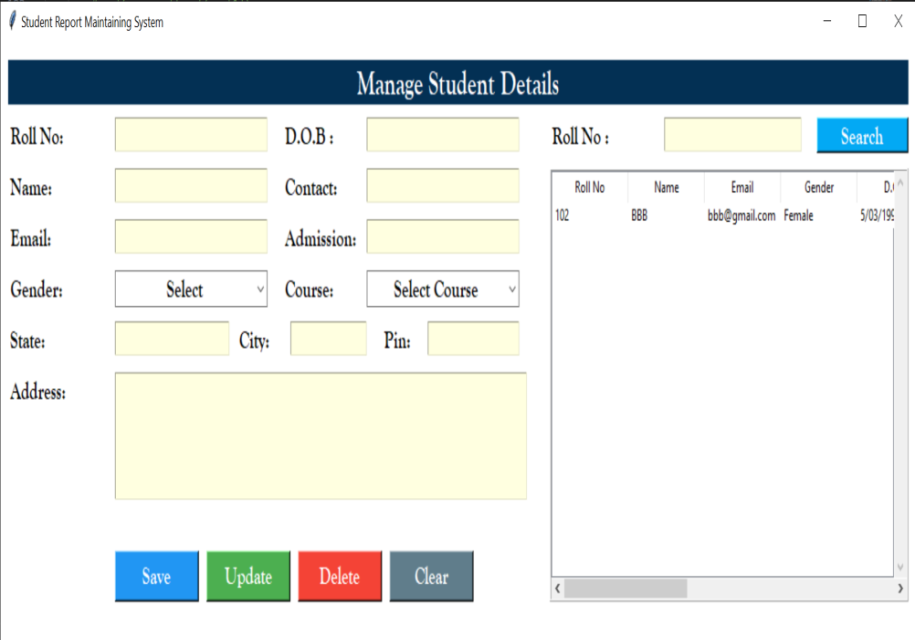 Student Report Maintaining System
Manage Student Details
Roll No: D.O.B : Roll No : Search
Name: Contact:
Email: Admission:
Gender: Select Course: Select Course
State: City: Pin:
Address:
Save Update Delete Clear
Roll No Name Email Gender D.
102 BBB bbb@gmail.com Female 5/03/199